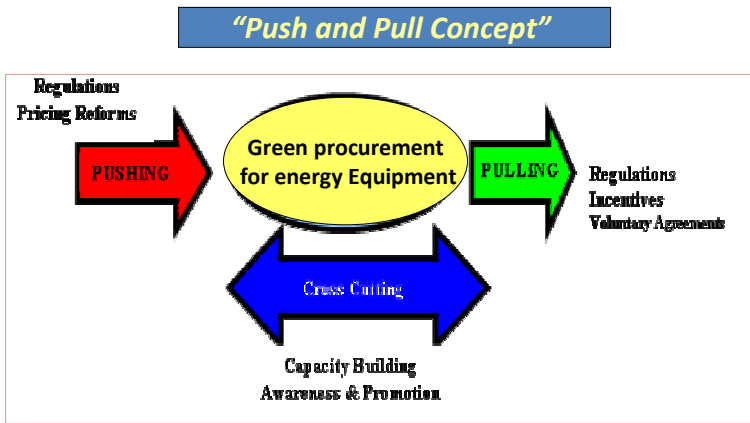 “Push and Pull Concept”
Regulations
Pricing Reforms
PUSHING
Green procurement
for energy Equipment
PULLING
Regulations
Incentives
Voluntary Agreements
Cross Cutting
Capacity Building
Awareness & Promotion